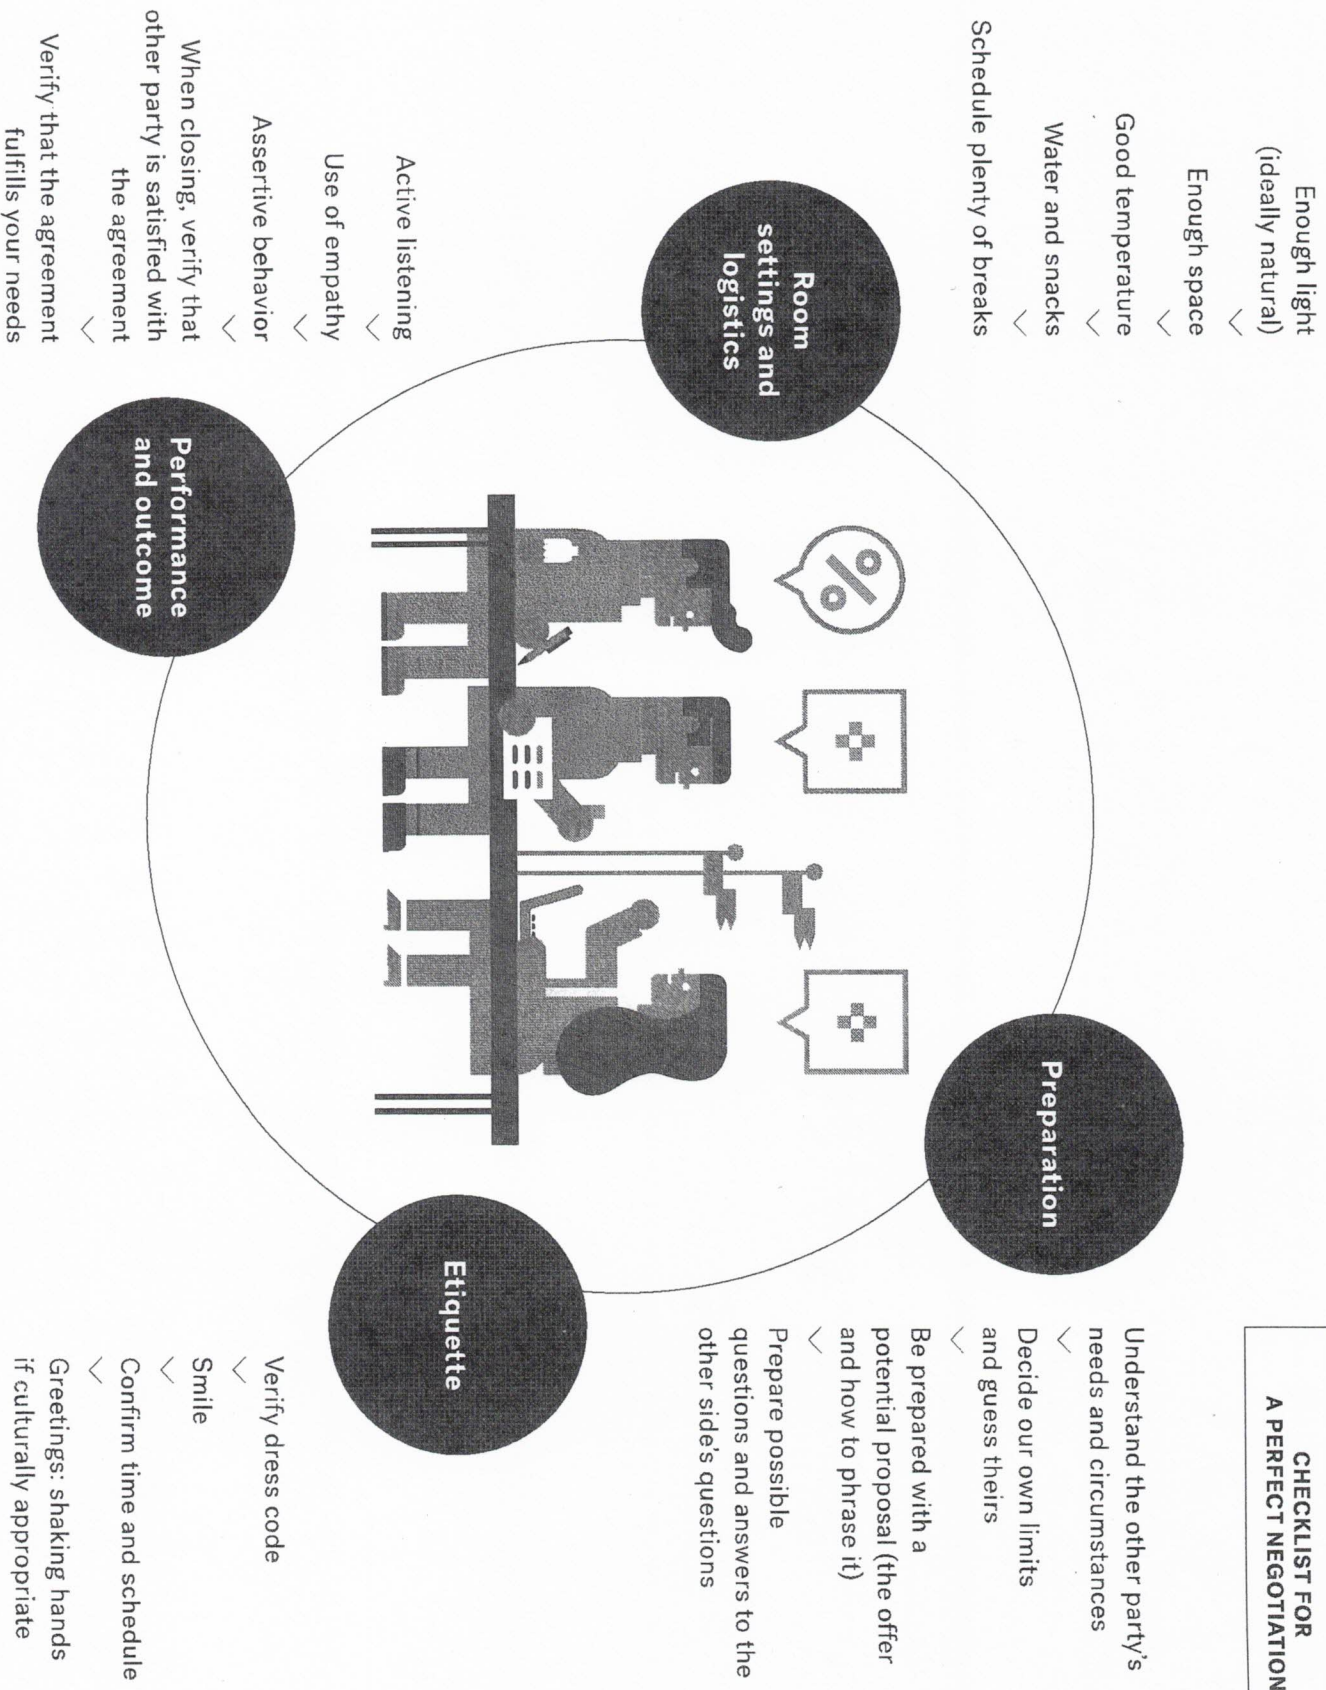 CHECKLIST FOR
A PERFECT NEGOTIATION
Enough light
(ideally natural)
Enough space
Good temperature
Water and snacks
Schedule plenty of breaks
Room
settings and
logistics
Preparation
Understand the other party's
needs and circumstances
Decide our own limits
and guess theirs
Be prepared with a
potential proposal (the offer
and how to phrase it)
Prepare possible
questions and answers to the
other side's questions
%
Active listening
Use of empathy
Assertive behavior
When closing, verify that
other party is satisfied with
the agreement
Verify that the agreement
fulfills your needs
Performance
and outcome
Etiquette
Verify dress code
Smile
Confirm time and schedule
Greetings: shaking hands
if culturally appropriate